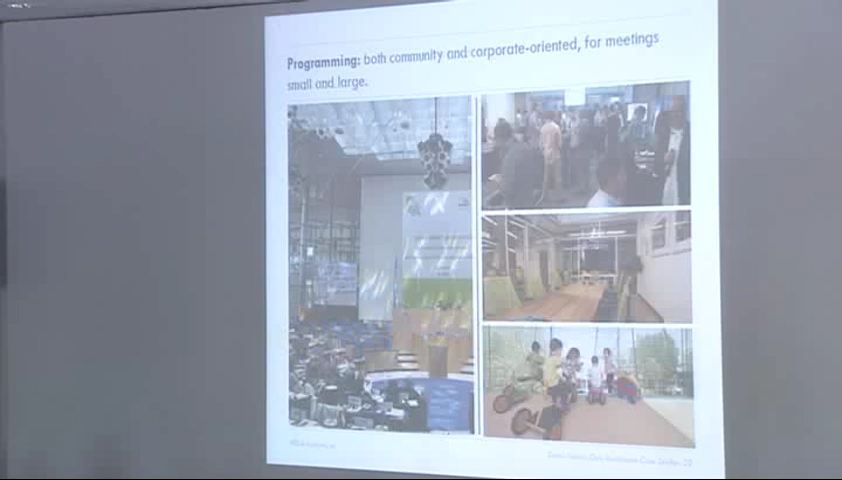 Programming: both community and corporate-oriented, for meetings
small and large.